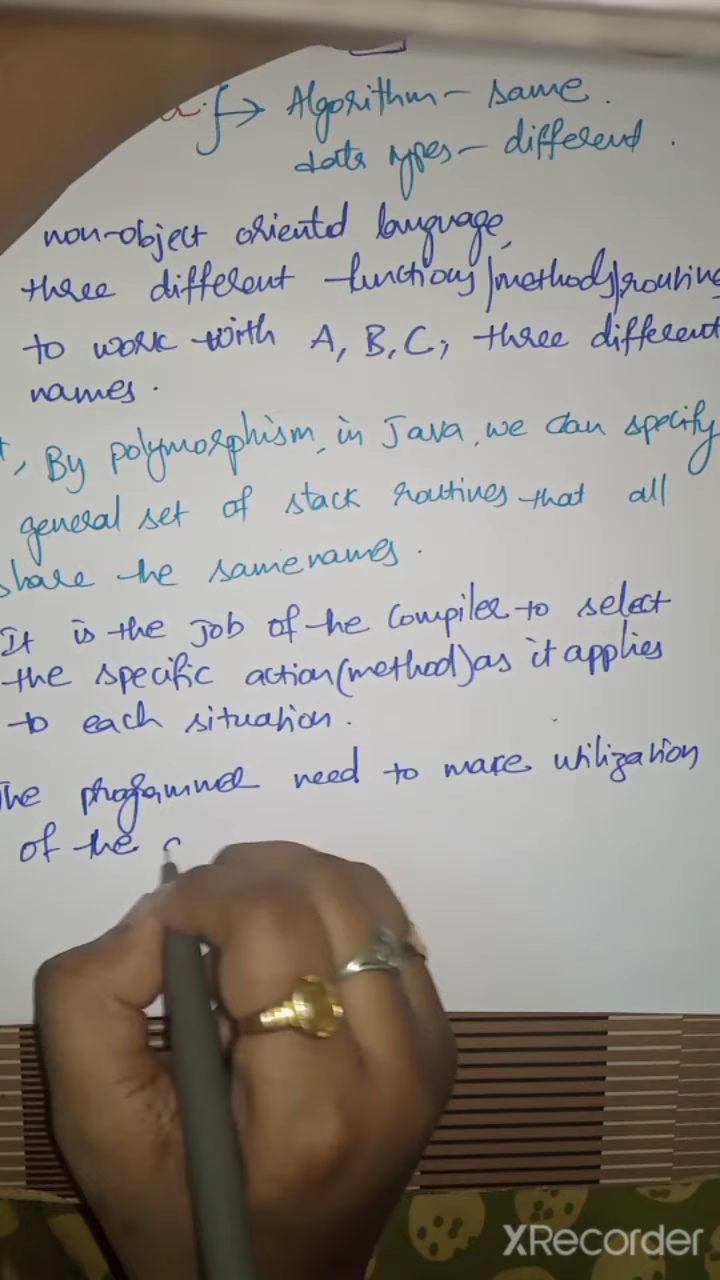 → Algorithm - same.
data types - different.
non-object oriented language,
three different functions|methods|routine
to work with A, B, C; three different
names.
, By polymorphism, in Java, we can specify
general set of stack routines that all
share the same names.
It is the job of the compiler to select
the specific action(method) as it applies
to each situation.
The programmer need to make utilization
of the
XRecorder